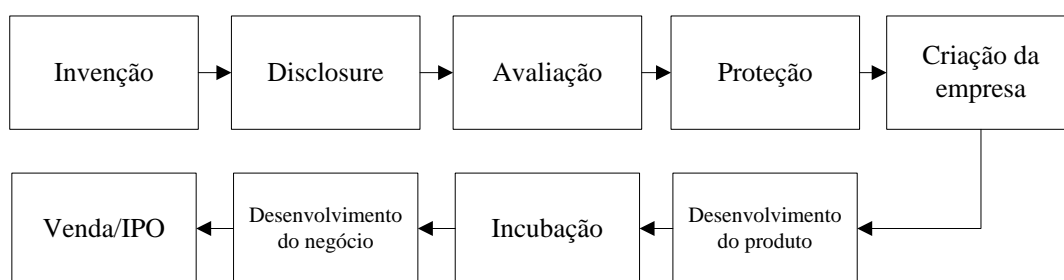 Invenção
Disclosure
Avaliação
Proteção
Criação da
empresa
Venda/IPO
Desenvolvimento
do negócio
Incubação
Desenvolvimento
do produto